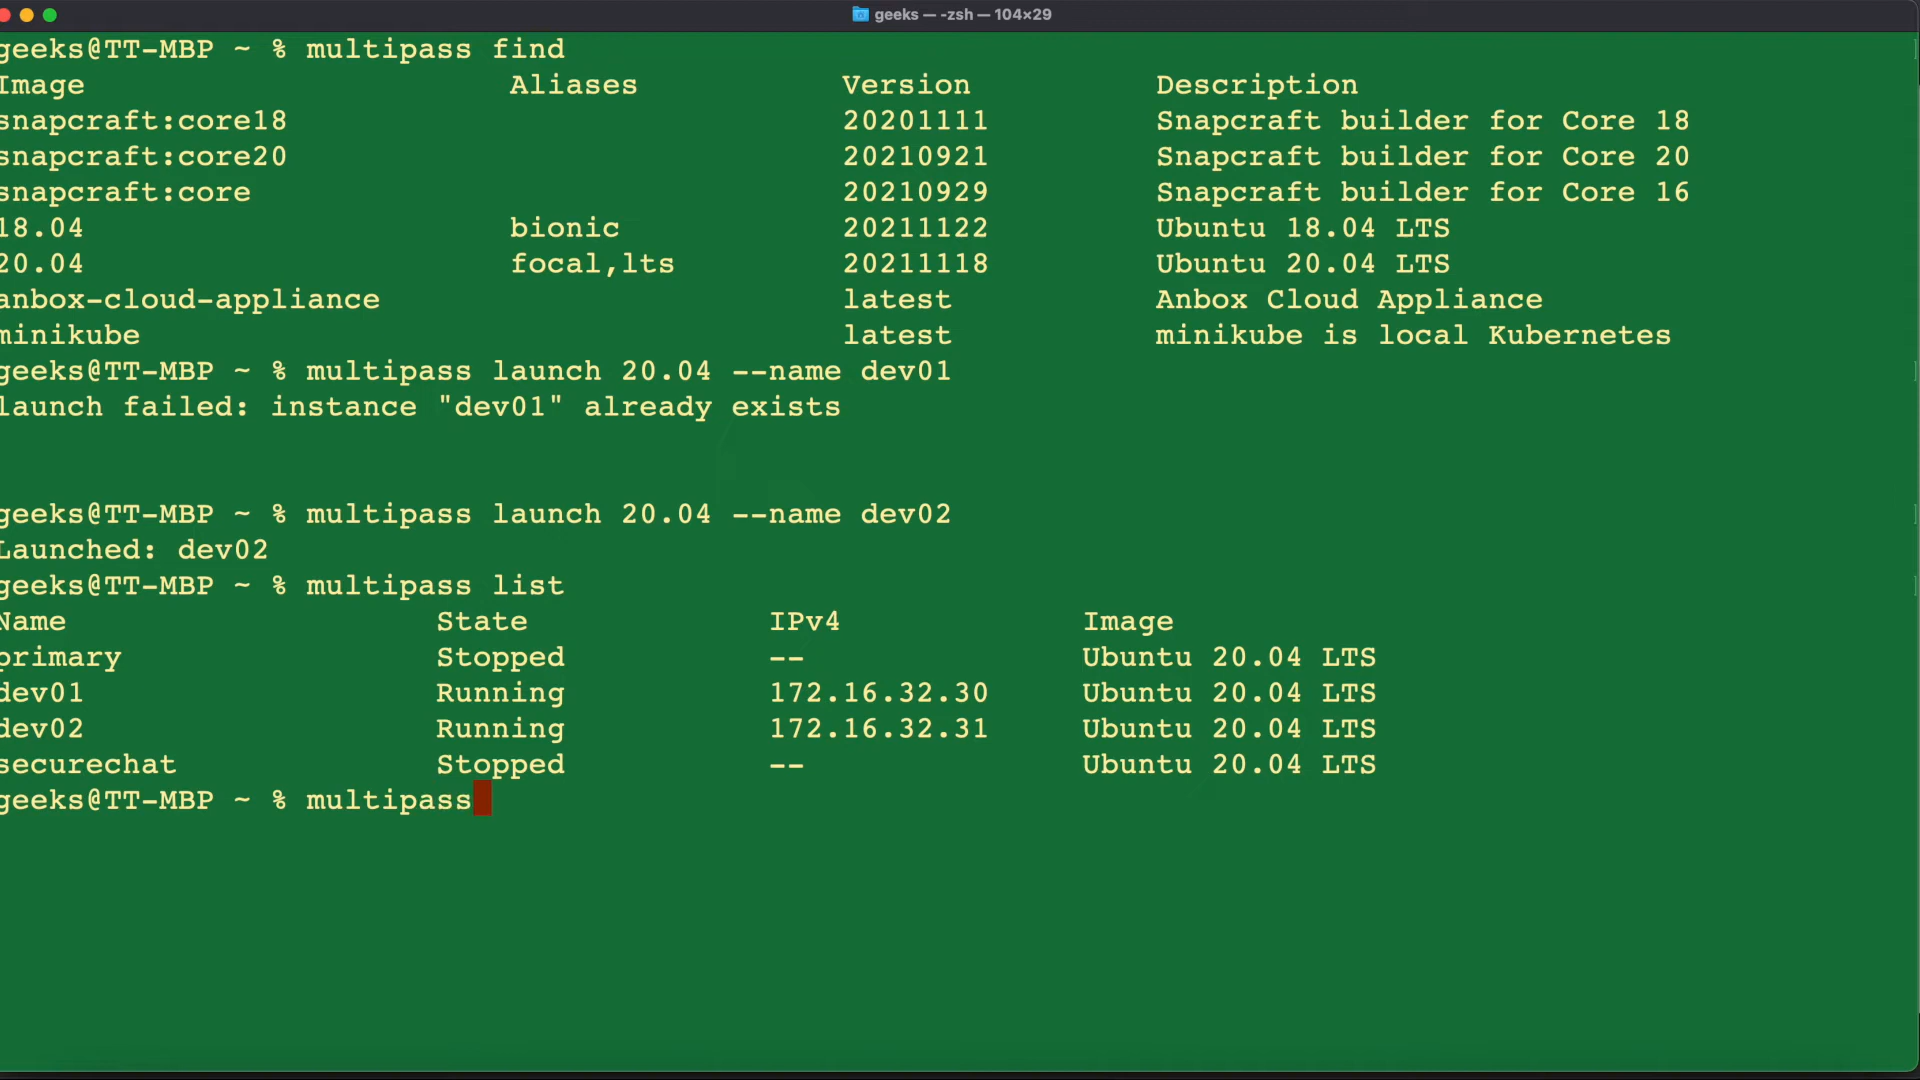 geeks — -zsh — 104×29
geeks@TT-MBP ~ % multipass find
Image Aliases Version Description
snapcraft:core18 20201111 Snapcraft builder for Core 18
snapcraft:core20 20210921 Snapcraft builder for Core 20
snapcraft:core 20210929 Snapcraft builder for Core 16
18.04 bionic 20211122 Ubuntu 18.04 LTS
20.04 focal,lts 20211118 Ubuntu 20.04 LTS
anbox-cloud-appliance latest Anbox Cloud Appliance
minikube latest minikube is local Kubernetes
geeks@TT-MBP ~ % multipass launch 20.04 --name dev01
launch failed: instance "dev01" already exists
geeks@TT-MBP ~ % multipass launch 20.04 --name dev02
Launched: dev02
geeks@TT-MBP ~ % multipass list
Name State IPv4 Image
primary Stopped -- Ubuntu 20.04 LTS
dev01 Running 172.16.32.30 Ubuntu 20.04 LTS
dev02 Running 172.16.32.31 Ubuntu 20.04 LTS
securechat Stopped -- Ubuntu 20.04 LTS
geeks@TT-MBP ~ % multipass